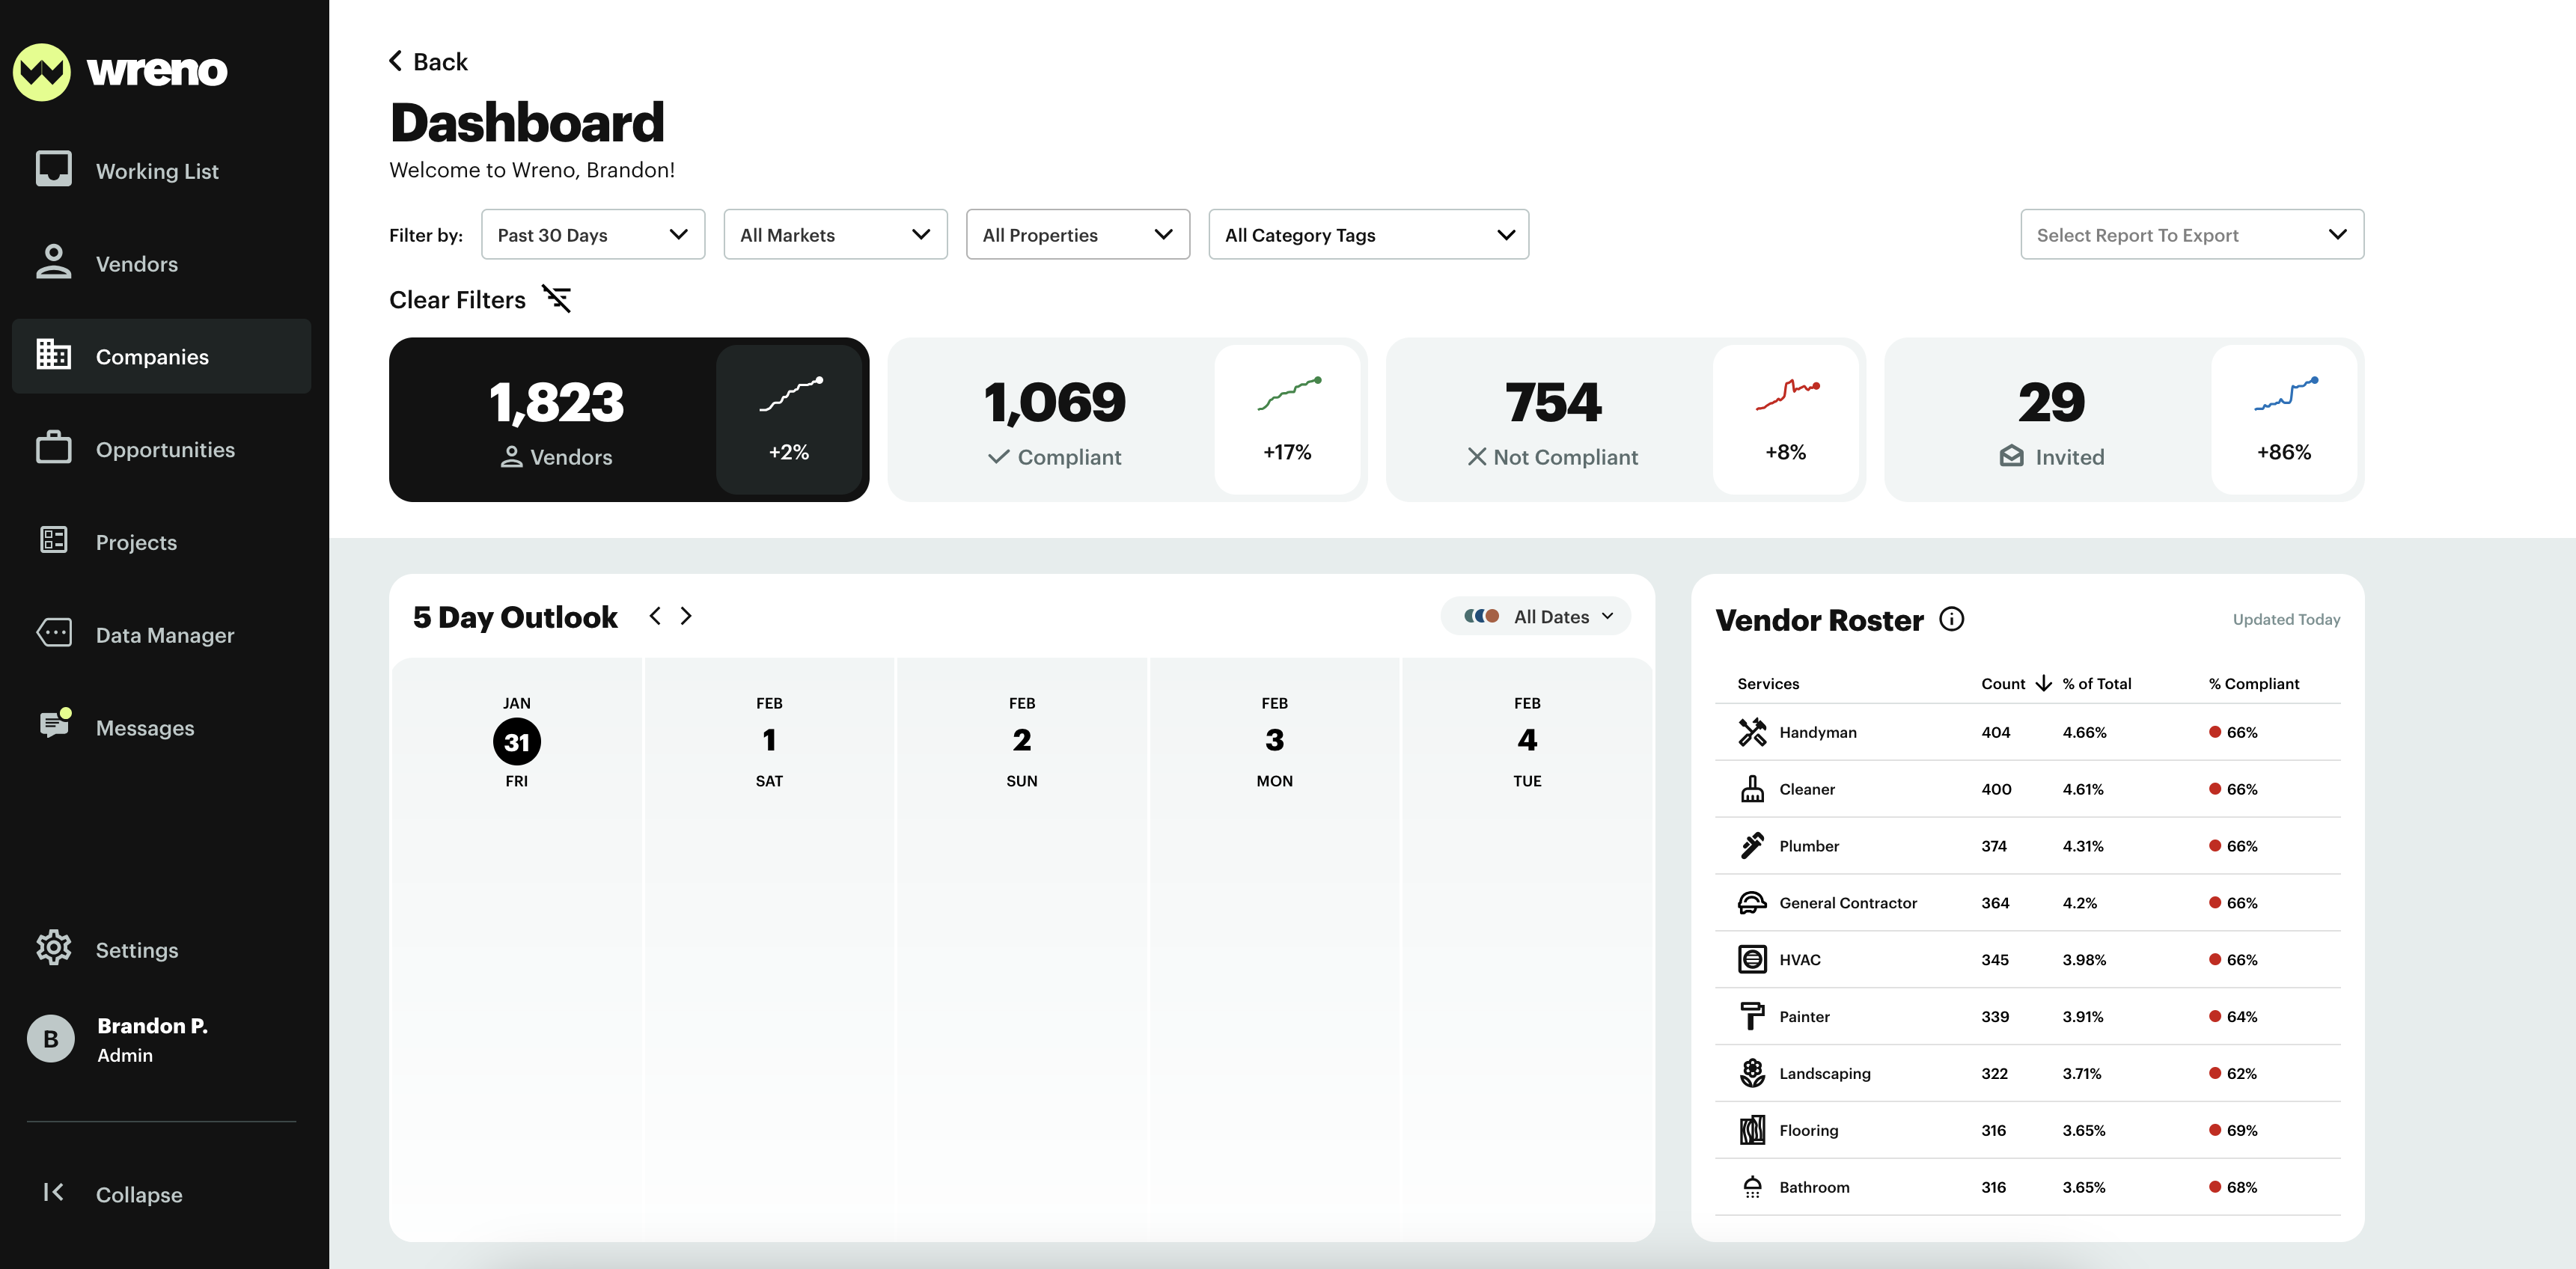 wreno
Working List
Vendors
Companies
Opportunities
Projects
Data Manager
Messages
Settings
B
Brandon P.
Admin
Collapse
Back
Dashboard
Welcome to Wreno, Brandon!
Filter by: Past 30 Days All Markets All Properties All Category Tags Select Report To Export
Clear Filters
1,823
Vendors
+2%
1,069
Compliant
+17%
754
Not Compliant
+8%
29
Invited
+86%
5 Day Outlook All Dates
JAN
31
FRI
FEB
1
SAT
FEB
2
SUN
FEB
3
MON
FEB
4
TUE
Vendor Roster Updated Today
Services Count % of Total % Compliant
Handyman 404 4.66% 66%
Cleaner 400 4.61% 66%
Plumber 374 4.31% 66%
General Contractor 364 4.2% 66%
HVAC 345 3.98% 66%
Painter 339 3.91% 64%
Landscaping 322 3.71% 62%
Flooring 316 3.65% 69%
Bathroom 316 3.65% 68%